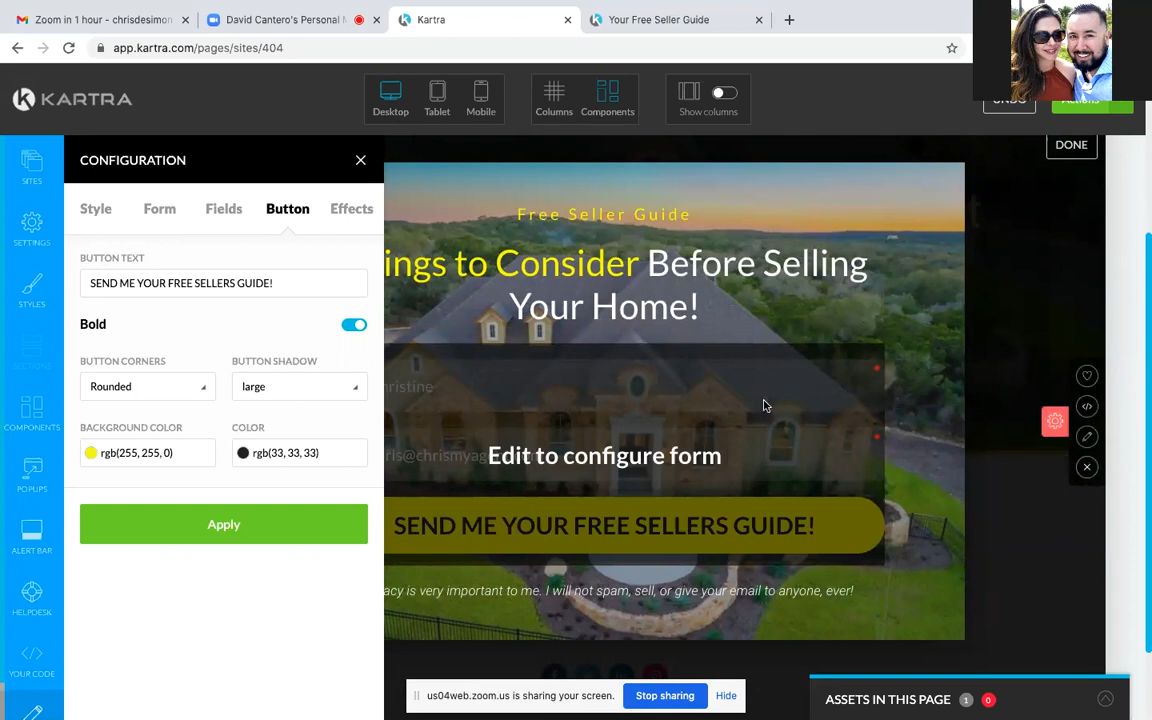 Zoom in 1 hour - chrisdesimon
David Cantero's Personal M
Kartra
Your Free Seller Guide
app.kartra.com/pages/sites/404
KARTRA
Desktop
Tablet
Mobile
Columns
Components
Show columns
UNDO
Actions
DONE
SITES
SETTINGS
STYLES
SECTIONS
COMPONENTS
POPUPS
ALERT BAR
HELPDESK
YOUR CODE
CONFIGURATION
Style
Form
Fields
Button
Effects
BUTTON TEXT
SEND ME YOUR FREE SELLERS GUIDE!
Bold
BUTTON CORNERS
BUTTON SHADOW
Rounded
large
BACKGROUND COLOR
COLOR
rgb(255, 255, 0)
rgb(33, 33, 33)
Apply
Free Seller Guide
ings to Consider Before Selling
Your Home!
hristine
Edit to configure form
SEND ME YOUR FREE SELLERS GUIDE!
acy is very important to me. I will not spam, sell, or give your email to anyone, ever!
us04web.zoom.us is sharing your screen.
Stop sharing
Hide
ASSETS IN THIS PAGE 1 0